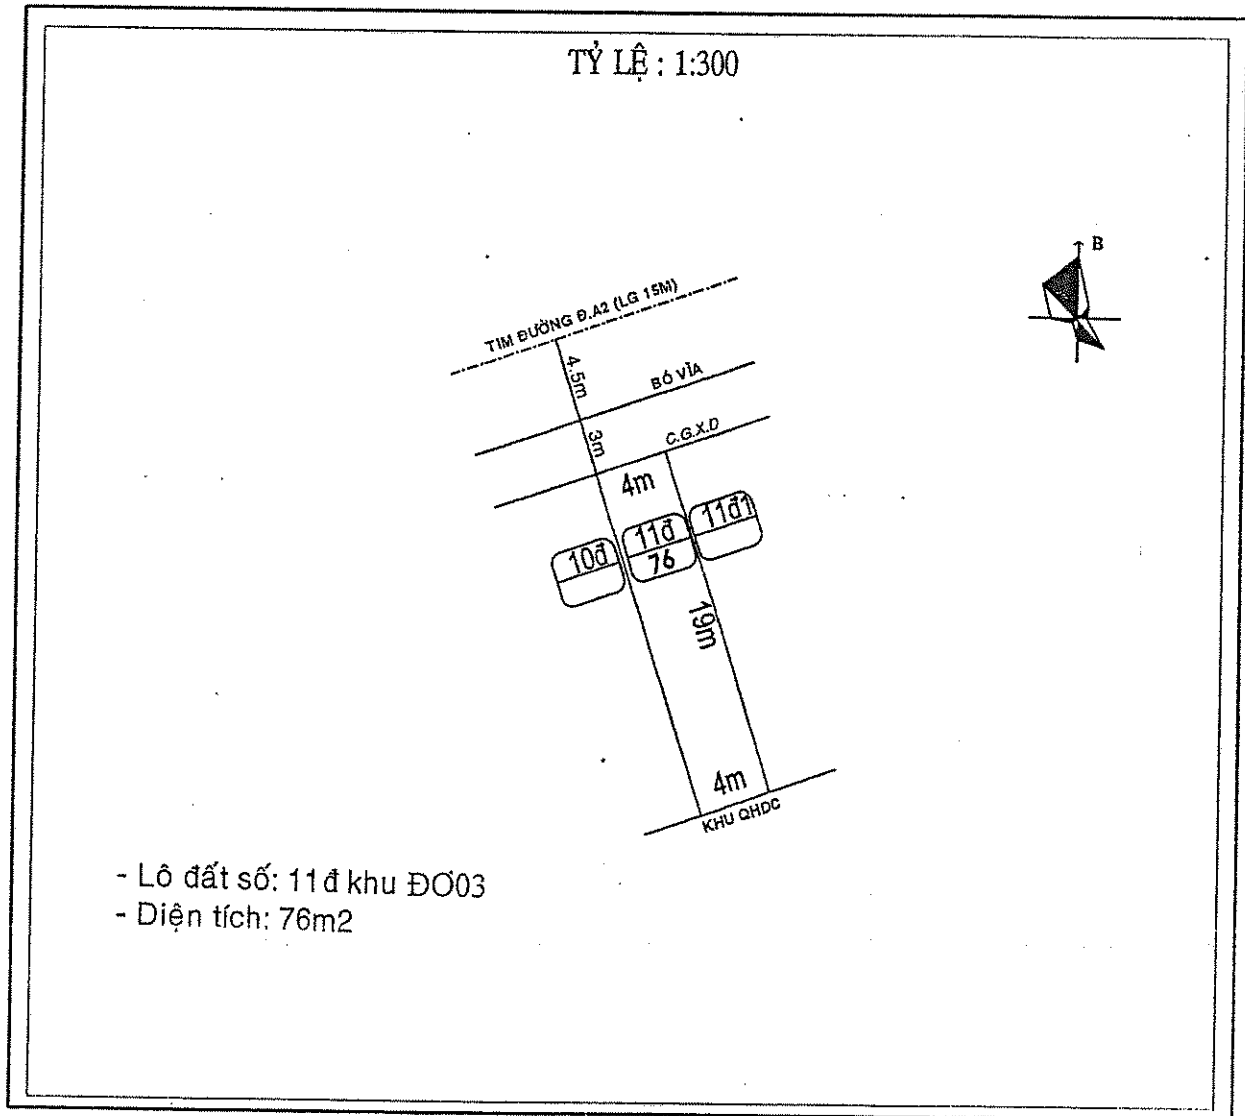 TỶ LỆ : 1:300
B
TIM ĐƯỜNG Đ.A2 (LG 15M)
4.5m
BÓ VỈA
3m
C.G.X.D
4m
10đ
11đ
76
11đ1
19m
4m
KHU QHDC
- Lô đất số: 11đ khu ĐƠ03
- Diện tích: 76m2